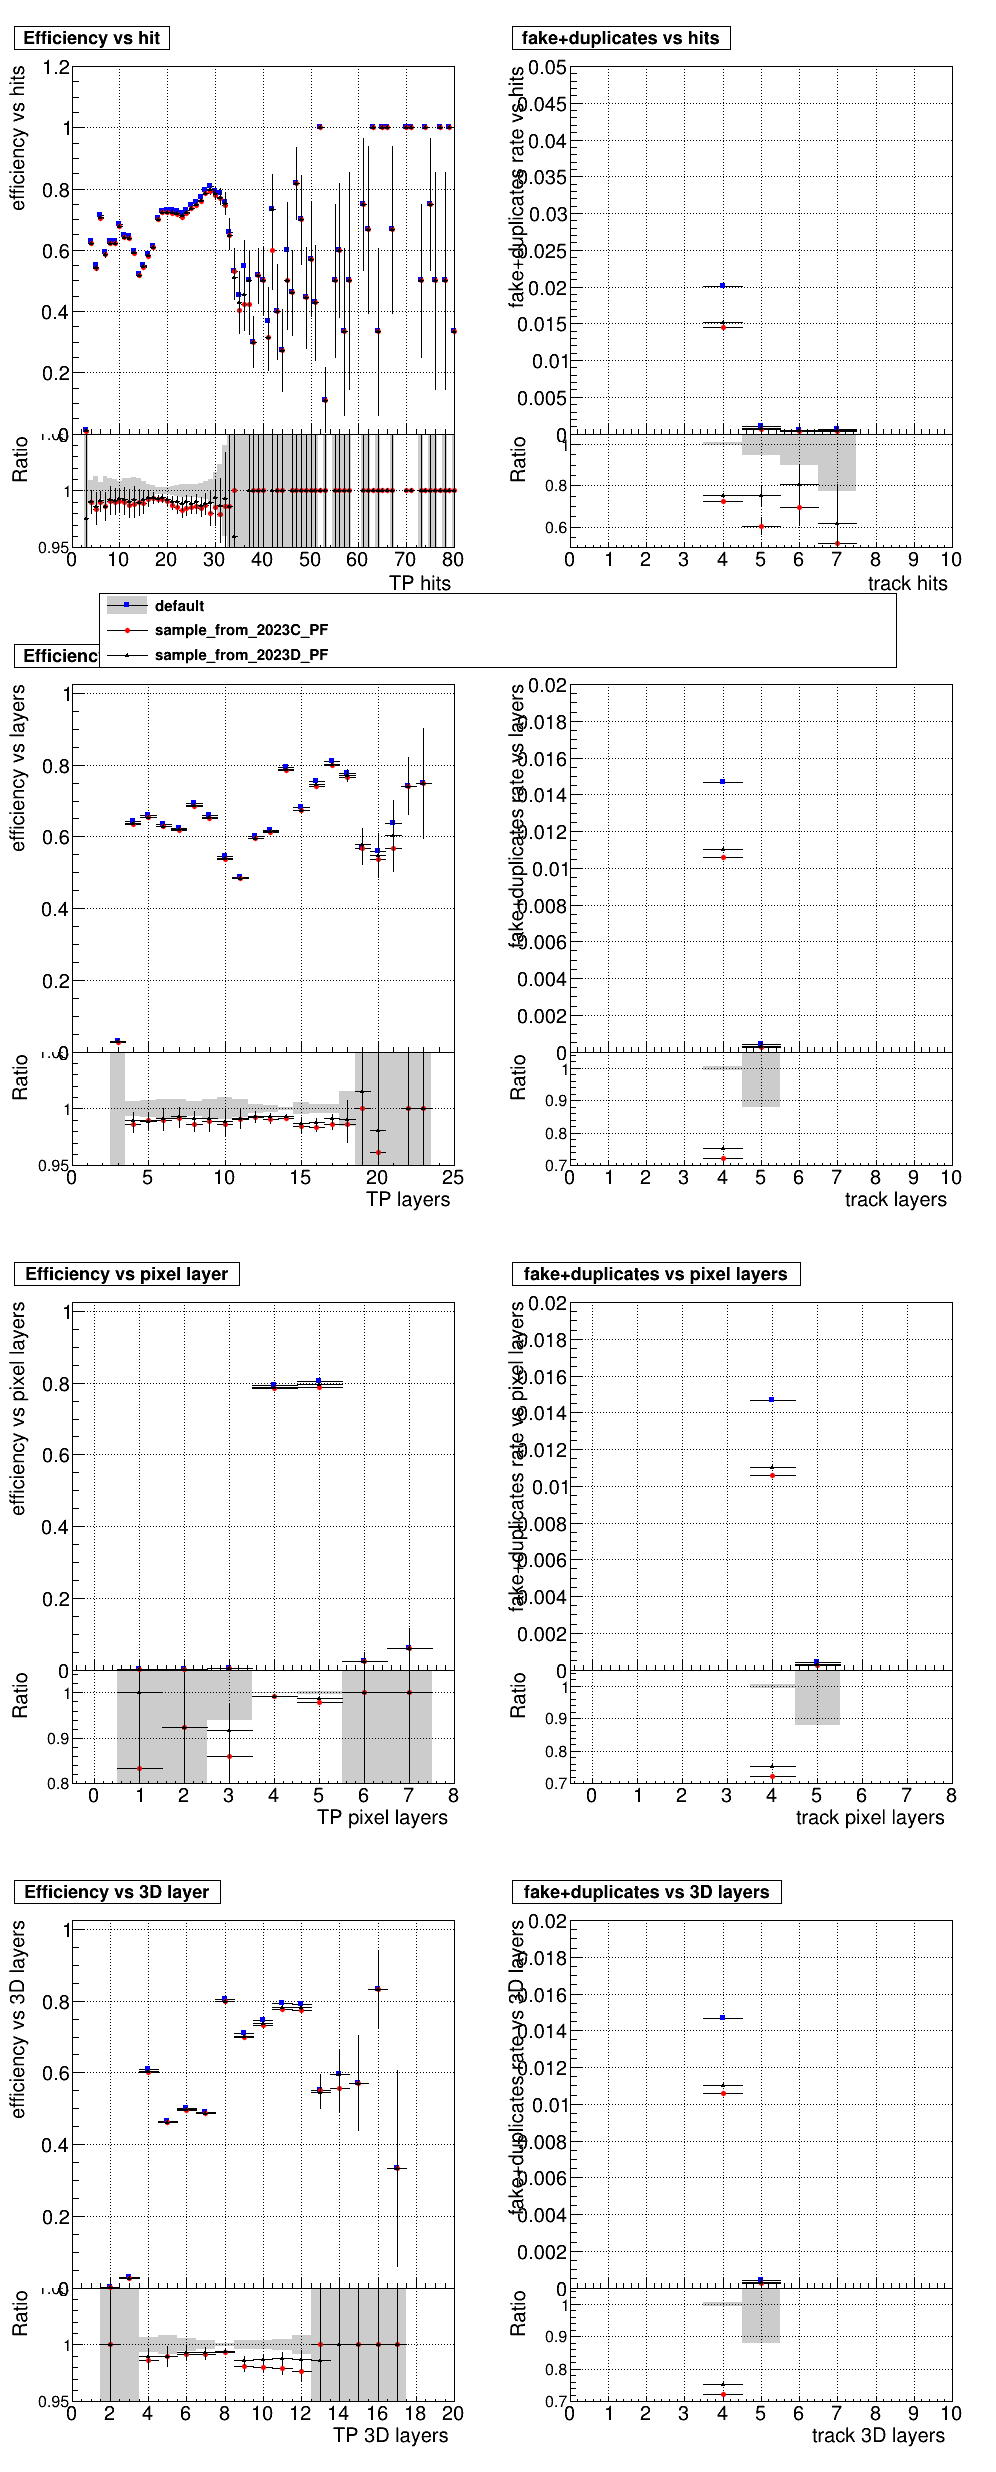 Efficiency vs hit
fake+duplicates vs hits
efficiency vs hits
1.2
1
0.8
0.6
0.4
0.2
0
Ratio
1
0.95
0 10 20 30 40 50 60 70 80
TP hits
fake+duplicates rate vs hits
0.05
0.045
0.04
0.035
0.03
0.025
0.02
0.015
0.01
0.005
Ratio
1
0.8
0.6
0 1 2 3 4 5 6 7 8 9 10
track hits
default
sample_from_2023C_PF
sample_from_2023D_PF
efficiency vs layers
1
0.8
0.6
0.4
0.2
0
Ratio
1
0.95
0 5 10 15 20 25
TP layers
fake+duplicates rate vs layers
0.02
0.018
0.016
0.014
0.012
0.01
0.008
0.006
0.004
0.002
0
Ratio
1
0.9
0.8
0.7
0 1 2 3 4 5 6 7 8 9 10
track layers
Efficiency vs pixel layer
fake+duplicates vs pixel layers
efficiency vs pixel layers
1
0.8
0.6
0.4
0.2
0
Ratio
1
0.9
0.8
0 1 2 3 4 5 6 7 8
TP pixel layers
fake+duplicates rate vs pixel layers
0.02
0.018
0.016
0.014
0.012
0.01
0.008
0.006
0.004
0.002
0
Ratio
1
0.9
0.8
0.7
0 1 2 3 4 5 6 7 8
track pixel layers
Efficiency vs 3D layer
fake+duplicates vs 3D layers
efficiency vs 3D layers
1
0.8
0.6
0.4
0.2
0
Ratio
1
0.95
0 2 4 6 8 10 12 14 16 18 20
TP 3D layers
fake+duplicates rate vs 3D layers
0.02
0.018
0.016
0.014
0.012
0.01
0.008
0.006
0.004
0.002
0
Ratio
1
0.9
0.8
0.7
0 1 2 3 4 5 6 7 8 9 10
track 3D layers